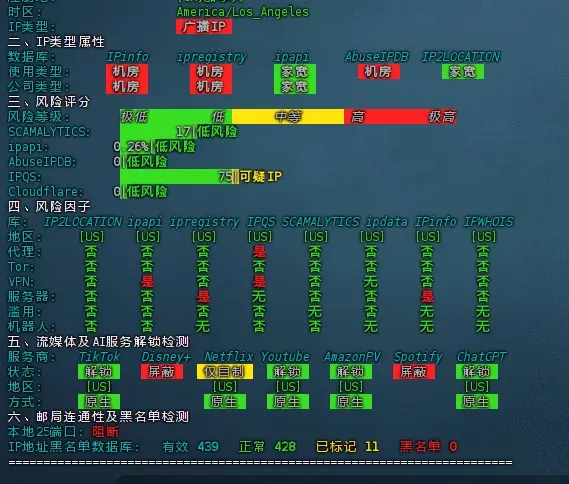 时区： America/Los_Angeles
IP类型： 广播IP
二、IP类型属性
数据库： IPinfo ipregistry ipapi AbuseIPDB IP2LOCATION
使用类型： 机房 机房 家宽 机房 家宽
公司类型： 机房 机房 家宽
三、风险评分
风险等级： 极低 低 中等 高 极高
SCAMALYTICS: 17|低风险
ipapi: 0.26%|低风险
AbuseIPDB: 0|低风险
IPQS: 75||可疑IP
Cloudflare: 0|低风险
四、风险因子
库： IP2LOCATION ipapi ipregistry IPQS SCAMALYTICS ipdata IPinfo IPWHOIS
地区： [US] [US] [US] [US] [US] [US] [US] [US]
代理： 否 否 否 是 否 否 否 否
Tor: 否 否 否 否 否 否 否 否
VPN: 否 是 否 是 否 无 否 否
服务器： 否 否 是 无 否 否 是 否
滥用： 否 否 否 否 无 否 无 无
机器人： 否 否 无 否 否 无 无 无
五、流媒体及AI服务解锁检测
服务商： TikTok Disney+ Netflix Youtube AmazonPV Spotify ChatGPT
状态： 解锁 屏蔽 仅自制 解锁 解锁 屏蔽 解锁
地区： [US] [US] [US] [US] [US]
方式： 原生 原生 原生 原生 原生
六、邮局连通性及黑名单检测
本地25端口：阻断
IP地址黑名单数据库： 有效 439 正常 428 已标记 11 黑名单 0